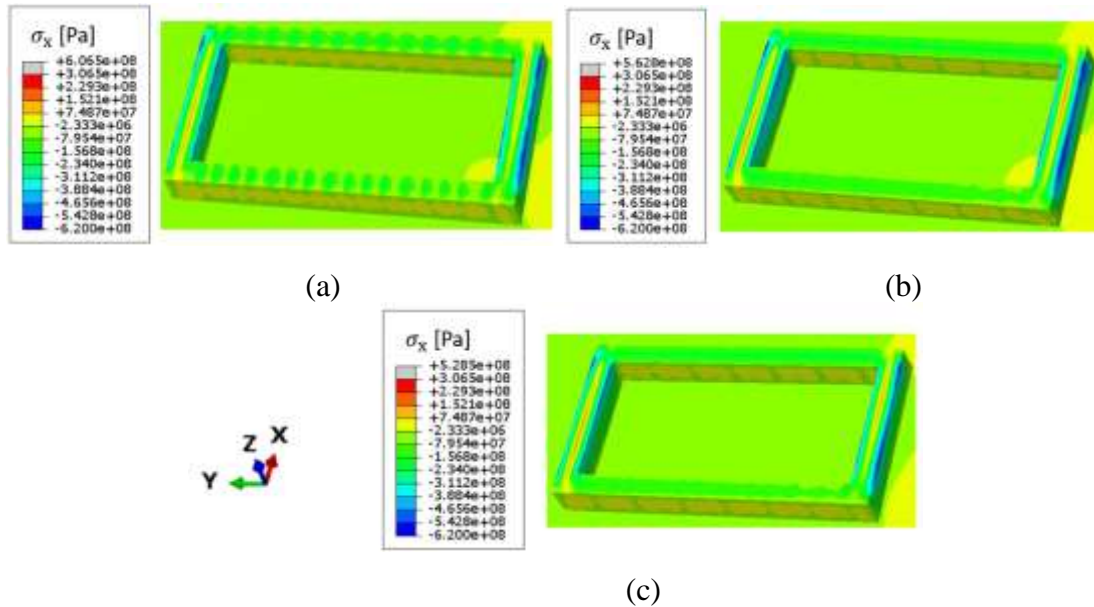 σx [Pa]
+6.065e+08
+3.065e+08
+2.293e+08
+1.521e+08
+7.487e+07
-2.333e+06
-7.954e+07
-1.568e+08
-2.340e+08
-3.112e+08
-3.884e+08
-4.656e+08
-5.428e+08
-6.200e+08
(a)
σx [Pa]
+5.628e+08
+3.065e+08
+2.293e+08
+1.521e+08
+7.487e+07
-2.333e+06
-7.954e+07
-1.568e+08
-2.340e+08
-3.112e+08
-3.884e+08
-4.656e+08
-5.428e+08
-6.200e+08
(b)
σx [Pa]
+5.285e+08
+3.065e+08
+2.293e+08
+1.521e+08
+7.487e+07
-2.333e+06
-7.954e+07
-1.568e+08
-2.340e+08
-3.112e+08
-3.884e+08
-4.656e+08
-5.428e+08
-6.200e+08
Z X
Y
(c)